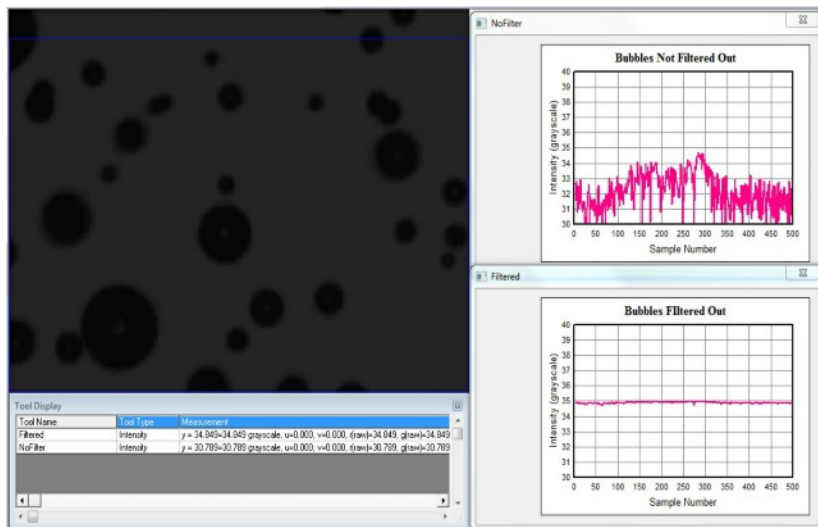 NoFilter
Bubbles Not Filtered Out
Intensity (grayscale)
40
39
38
37
36
35
34
33
32
31
30
0 50 100 150 200 250 300 350 400 450 500
Sample Number
Filtered
Bubbles FIltered Out
Intensity (grayscale)
40
39
38
37
36
35
34
33
32
31
30
0 50 100 150 200 250 300 350 400 450 500
Sample Number
Tool Display
Tool Name Tool Type Measurement
Filtered Intensity y = 34.849=34.849 grayscale, u=0.000, v=0.000, r(raw)=34.849, g(raw)=34.849
NoFilter Intensity y = 30.789=30.789 grayscale, u=0.000, v=0.000, r(raw)=30.789, g(raw)=30.789